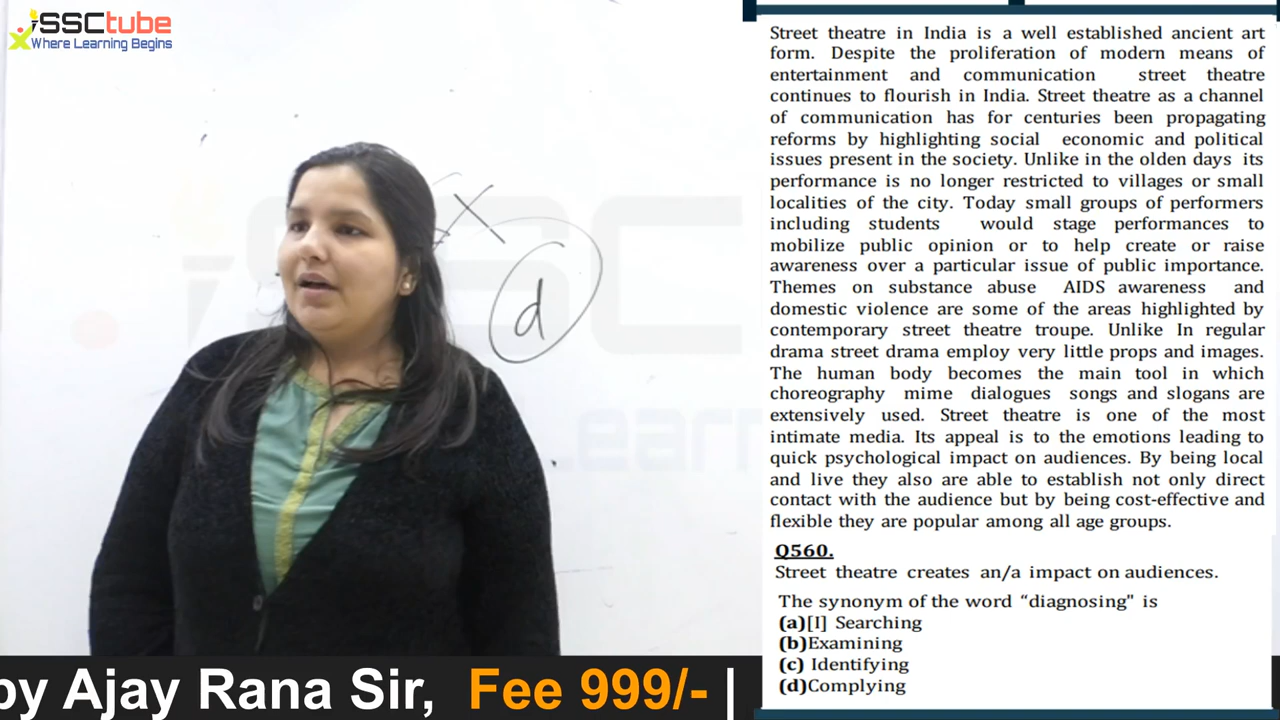 SSCtube
Where Learning Begins
d
Street theatre in India is a well established ancient art
form. Despite the proliferation of modern means of
entertainment and communication street theatre
continues to flourish in India. Street theatre as a channel
of communication has for centuries been propagating
reforms by highlighting social economic and political
issues present in the society. Unlike in the olden days its
performance is no longer restricted to villages or small
localities of the city. Today small groups of performers
including students would stage performances to
mobilize public opinion or to help create or raise
awareness over a particular issue of public importance.
Themes on substance abuse AIDS awareness and
domestic violence are some of the areas highlighted by
contemporary street theatre troupe. Unlike In regular
drama street drama employ very little props and images.
The human body becomes the main tool in which
choreography mime dialogues songs and slogans are
extensively used. Street theatre is one of the most
intimate media. Its appeal is to the emotions leading to
quick psychological impact on audiences. By being local
and live they also are able to establish not only direct
contact with the audience but by being cost-effective and
flexible they are popular among all age groups.
Q560.
Street theatre creates an/a impact on audiences.
The synonym of the word “diagnosing" is
(a)[I] Searching
(b)Examining
(c) Identifying
(d)Complying
by Ajay Rana Sir, Fee 999/- |